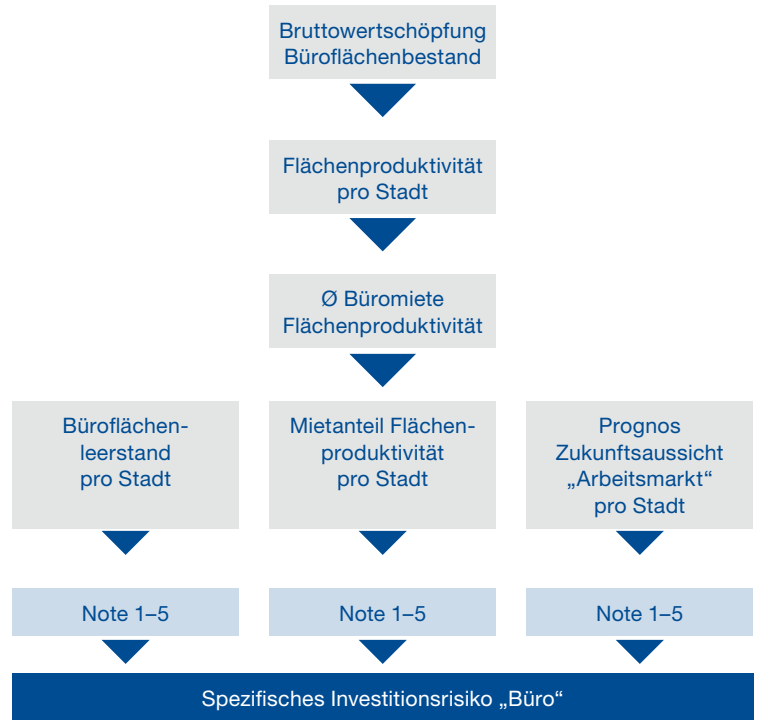 Bruttowertschöpfung
Büroflächenbestand
Flächenproduktivität
pro Stadt
Ø Büromiete
Flächenproduktivität
Büroflächen-
leerstand
pro Stadt
Mietanteil Flächen-
produktivität
pro Stadt
Prognos
Zukunftsaussicht
„Arbeitsmarkt“
pro Stadt
Note 1–5
Note 1–5
Note 1–5
Spezifisches Investitionsrisiko „Büro“